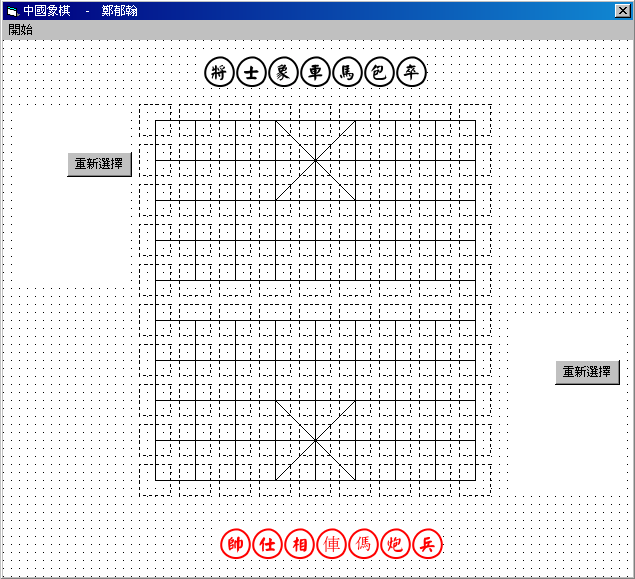 中國象棋 - 鄭郁翰
開始
將士象車馬包卒
重新選擇
重新選擇
帥仕相俥傌炮兵